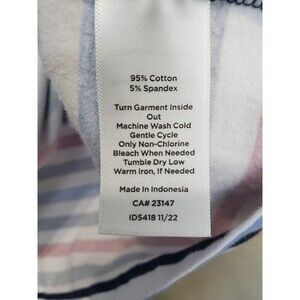 95% Cotton
5% Spandex
Turn Garment Inside
Out
Machine Wash Cold
Gentle Cycle
Only Non-Chlorine
Bleach When Needed
Tumble Dry Low
Warm Iron, If Needed
Made In Indonesia
CA# 23147
ID5418 11/22